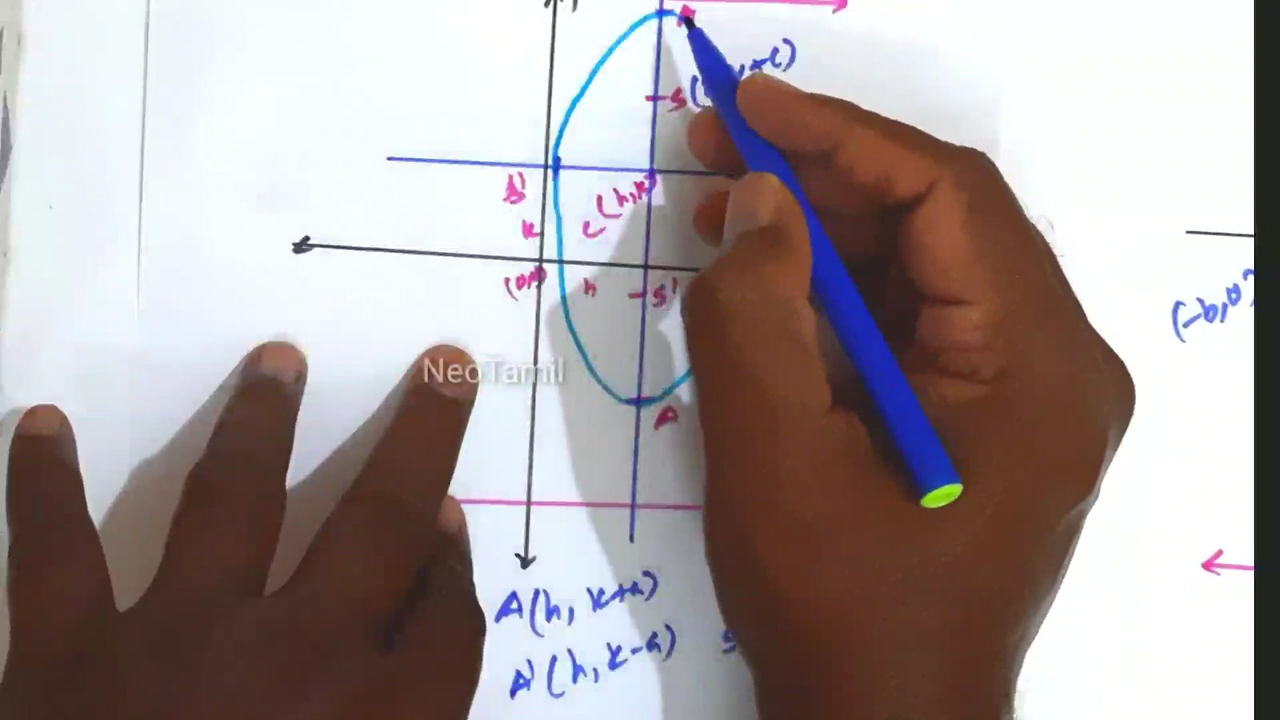 S
B'
(h,k)
K
C
(0,0)
h
S'
(-b,0)
NeoTamil
A
A(h, k+a)
A'(h, k-a)
S